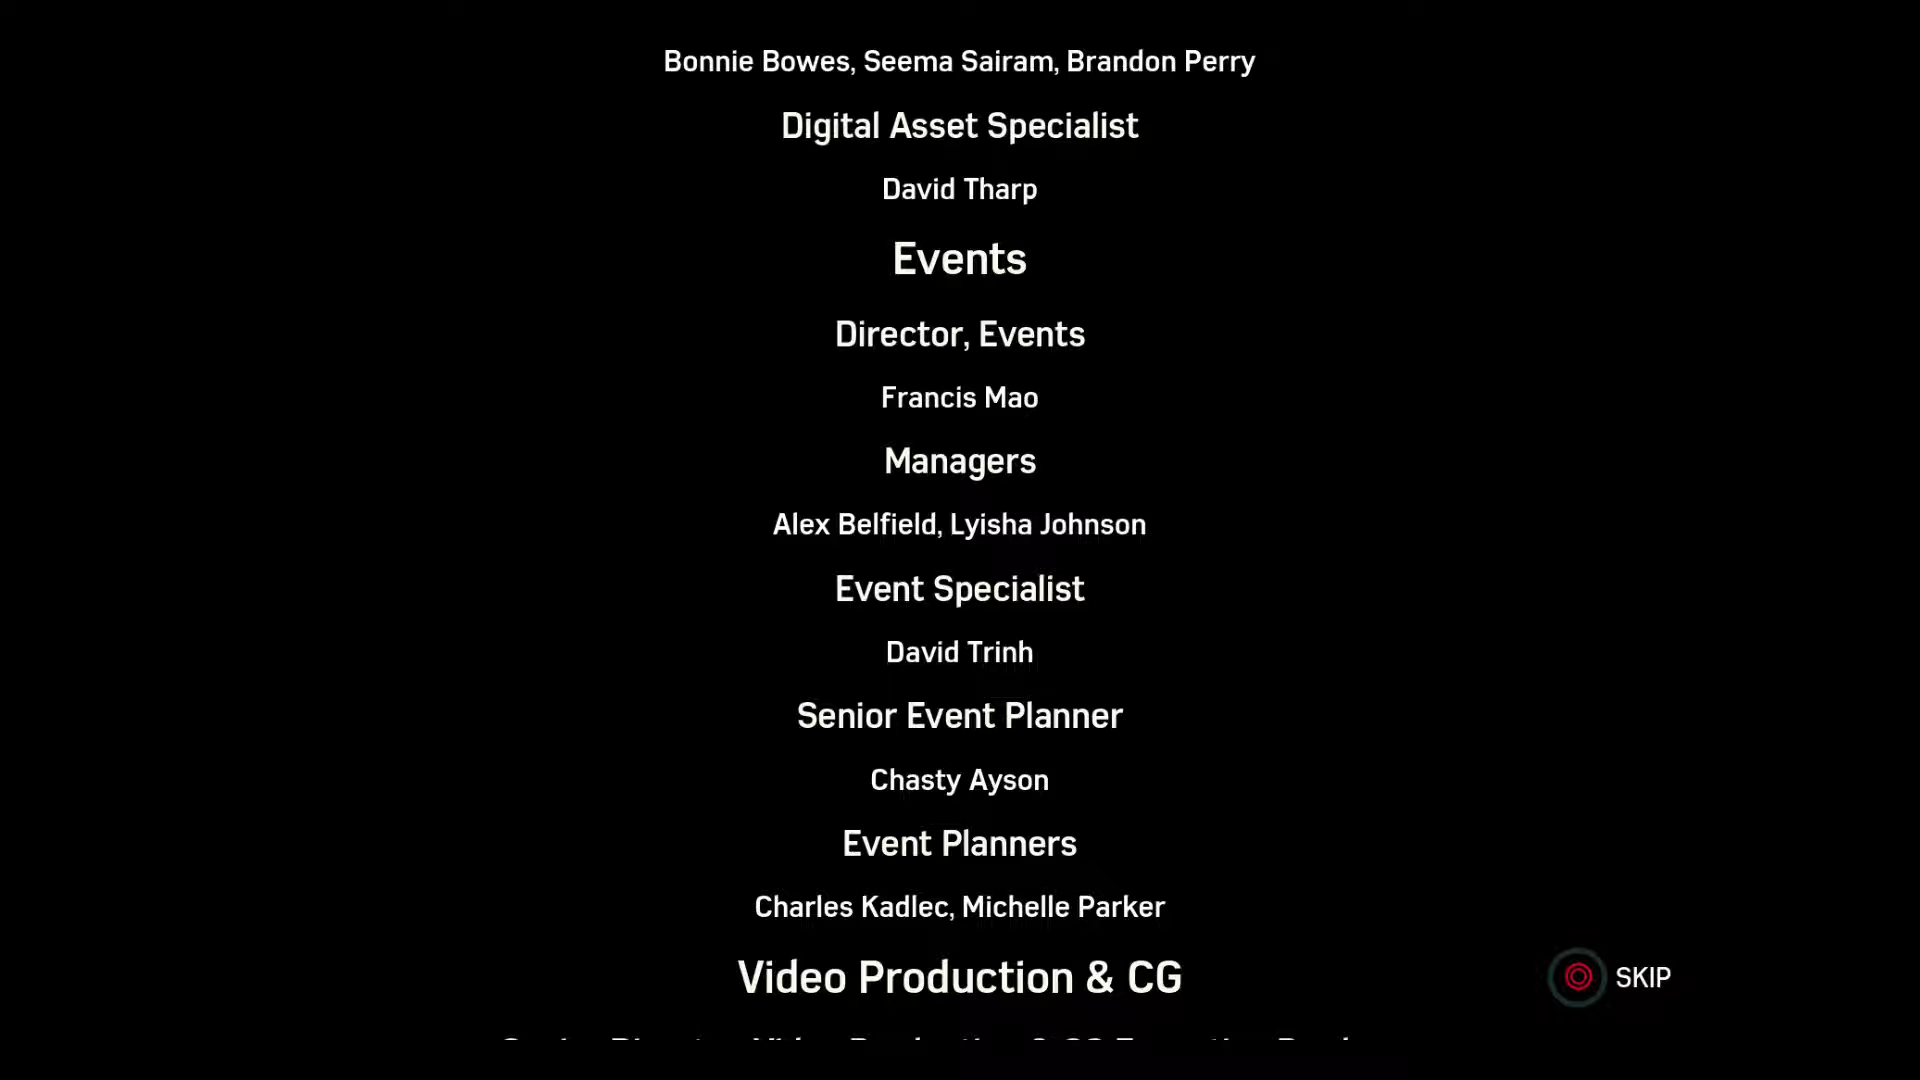 Bonnie Bowes, Seema Sairam, Brandon Perry
Digital Asset Specialist
David Tharp
Events
Director, Events
Francis Mao
Managers
Alex Belfield, Lyisha Johnson
Event Specialist
David Trinh
Senior Event Planner
Chasty Ayson
Event Planners
Charles Kadlec, Michelle Parker
Video Production & CG
SKIP